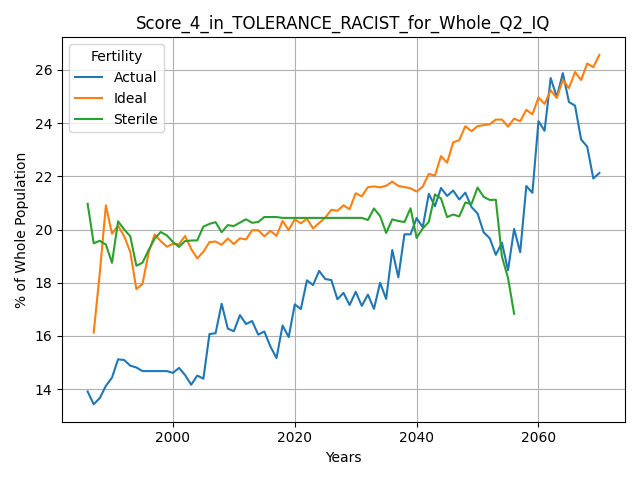 Score_4_in_TOLERANCE_RACIST_for_Whole_Q2_IQ
Fertility
Actual
Ideal
Sterile
% of Whole Population
26
24
22
20
18
16
14
2000
2020
2040
2060
Years